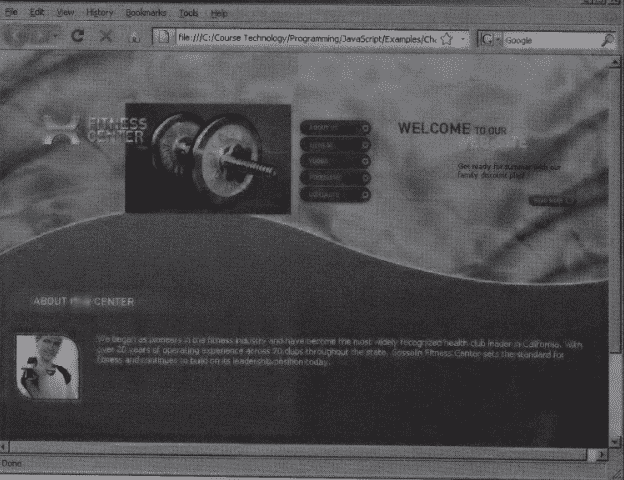 File Edit View History Bookmarks Tools Help
file:///C:/Course Technology/Programming/JavaScript/Examples/Ch
Google
FITNESS
CENTER
ABOUT US
WELCOME TO OUR
Get ready for summer with our
family discount plan!
ABOUT CENTER
We began as pioneers in the fitness industry and have become the most widely recognized health club leader in California. With
over 20 years of operating experience across 70 clubs throughout the state, Gosselin Fitness Center sets the standard for
fitness and continues to build on its leadership position today.
Done